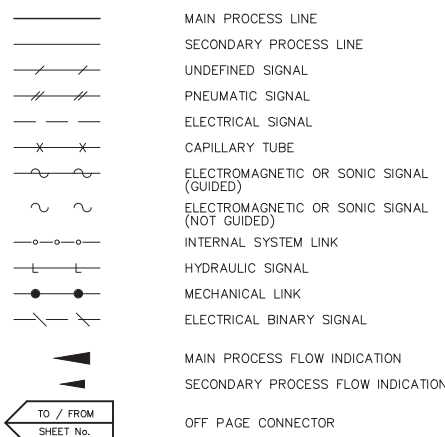 MAIN PROCESS LINE
SECONDARY PROCESS LINE
UNDEFINED SIGNAL
PNEUMATIC SIGNAL
ELECTRICAL SIGNAL
CAPILLARY TUBE
ELECTROMAGNETIC OR SONIC SIGNAL
(GUIDED)
ELECTROMAGNETIC OR SONIC SIGNAL
(NOT GUIDED)
INTERNAL SYSTEM LINK
HYDRAULIC SIGNAL
MECHANICAL LINK
ELECTRICAL BINARY SIGNAL
MAIN PROCESS FLOW INDICATION
SECONDARY PROCESS FLOW INDICATION
TO / FROM
SHEET No.
OFF PAGE CONNECTOR